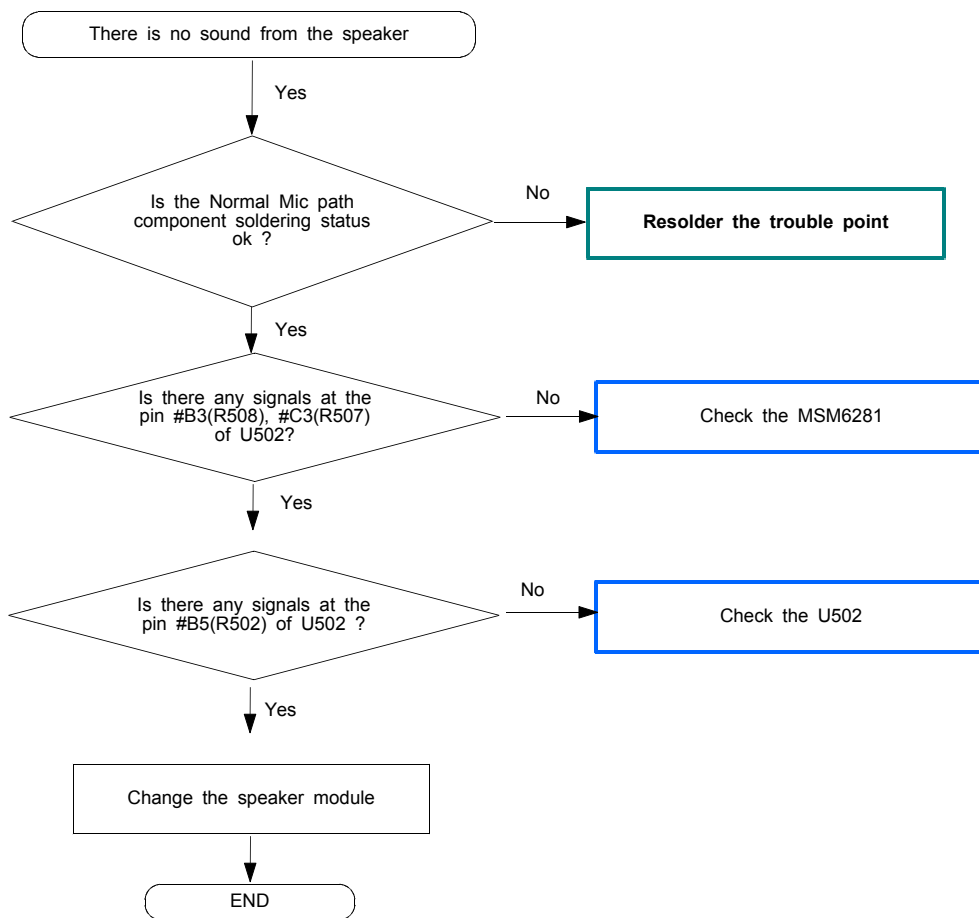 There is no sound from the speaker
Yes
Is the Normal Mic path
component soldering status
ok ?
No
Resolder the trouble point
Yes
Is there any signals at the
pin #B3(R508), #C3(R507)
of U502?
No
Check the MSM6281
Yes
Is there any signals at the
pin #B5(R502) of U502 ?
No
Check the U502
Yes
Change the speaker module
END